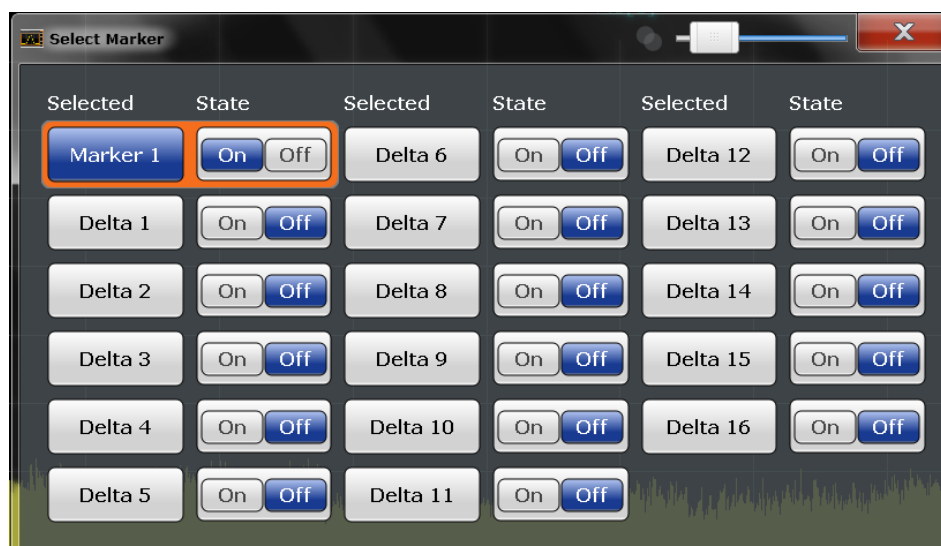 Select Marker
Selected State Selected State Selected State
Marker 1 On Off Delta 6 On Off Delta 12 On Off
Delta 1 On Off Delta 7 On Off Delta 13 On Off
Delta 2 On Off Delta 8 On Off Delta 14 On Off
Delta 3 On Off Delta 9 On Off Delta 15 On Off
Delta 4 On Off Delta 10 On Off Delta 16 On Off
Delta 5 On Off Delta 11 On Off